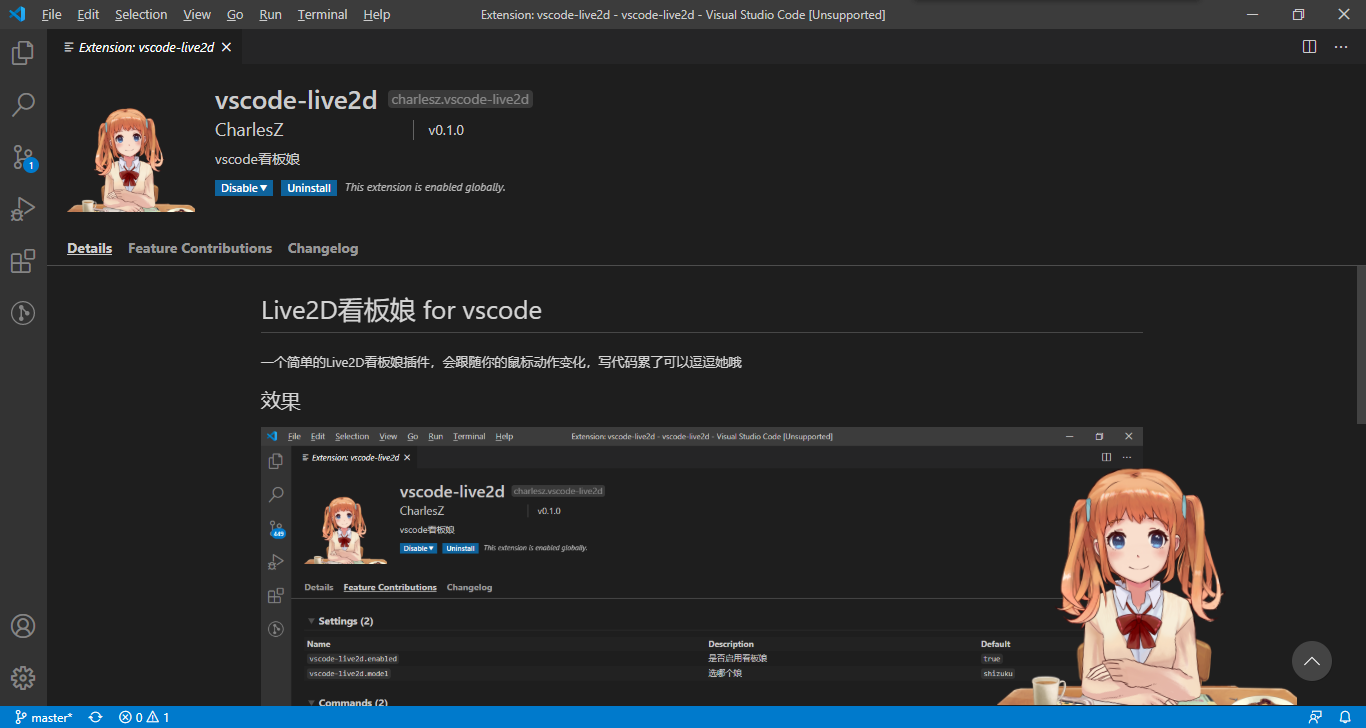 File Edit Selection View Go Run Terminal Help Extension: vscode-live2d - vscode-live2d - Visual Studio Code [Unsupported]
Extension: vscode-live2d
vscode-live2d charlesz.vscode-live2d
CharlesZ v0.1.0
vscode看板娘
Disable Uninstall This extension is enabled globally.
1
Details Feature Contributions Changelog
Live2D看板娘 for vscode
一个简单的Live2D看板娘插件，会跟随你的鼠标动作变化，写代码累了可以逗逗她哦
效果
File Edit Selection View Go Run Terminal Help Extension: vscode-live2d - vscode-live2d - Visual Studio Code [Unsupported]
Extension: vscode-live2d
vscode-live2d charlesz.vscode-live2d
CharlesZ v0.1.0
vscode看板娘
449
Disable Uninstall This extension is enabled globally.
Details Feature Contributions Changelog
Settings (2)
Name Description Default
vscode-live2d.enabled 是否启用看板娘 true
vscode-live2d.model 选哪个娘 shizuku
Commands (2)
master* 0 1